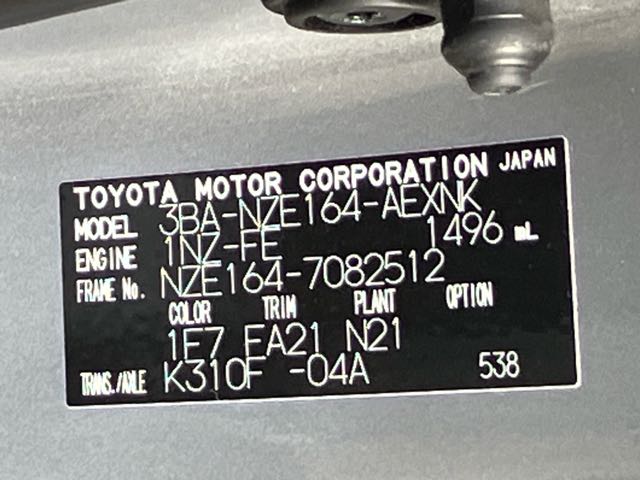 TOYOTA MOTOR CORPORATION JAPAN
MODEL 3BA-NZE164-AEXNK
ENGINE 1NZ-FE 1496 mL
FRAME No. NZE164-7082512
COLOR TRIM PLANT OPTION
1E7 EA21 N21
TRANS./AXLE K310F -04A 538